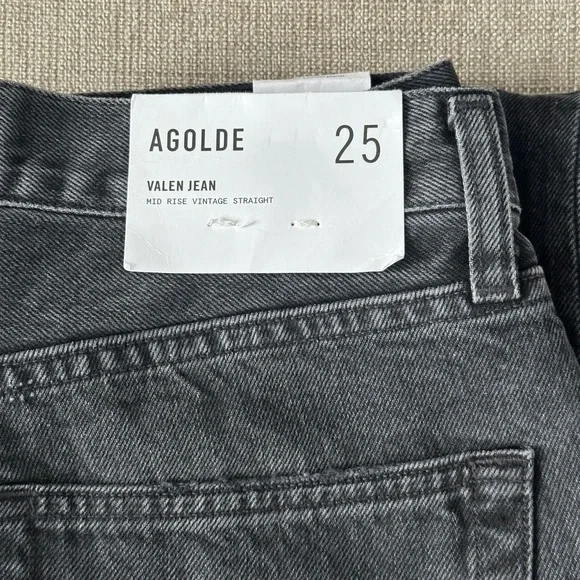 AGOLDE 25
VALEN JEAN
MID RISE VINTAGE STRAIGHT